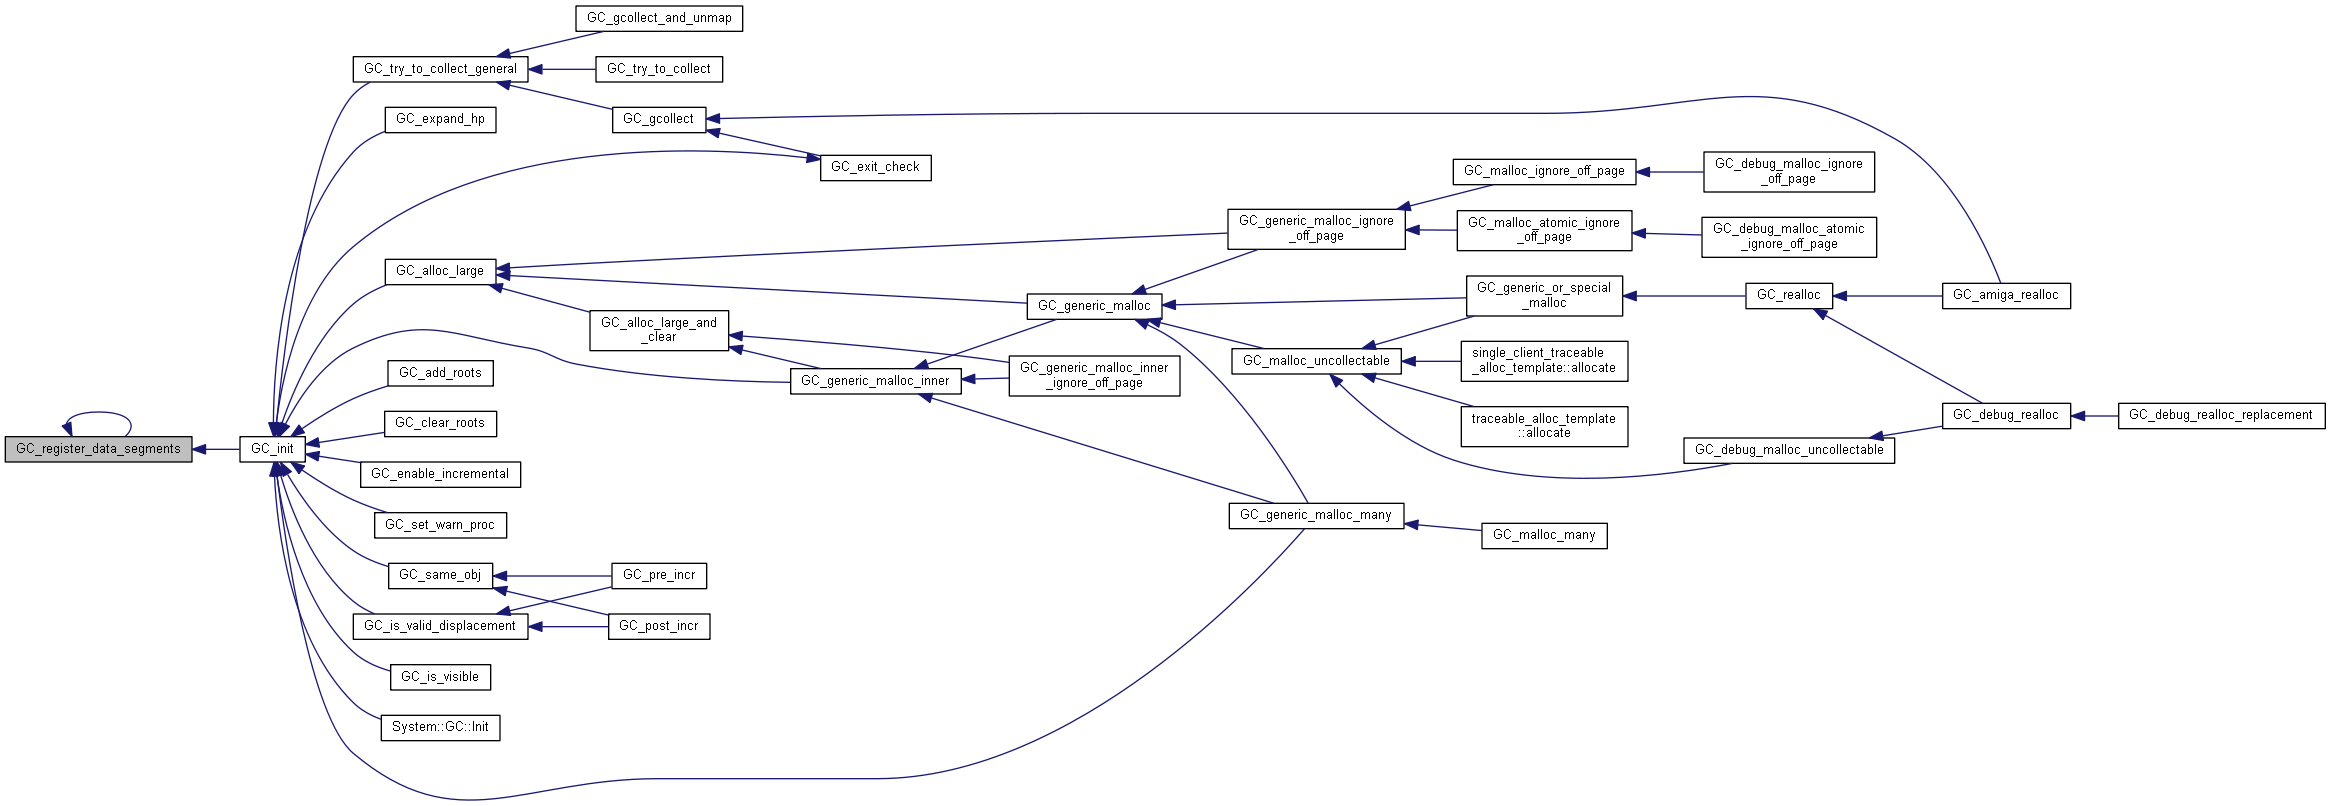 GC_gcollect_and_unmap
GC_try_to_collect_general
GC_try_to_collect
GC_expand_hp
GC_gcollect
GC_exit_check
GC_malloc_ignore_off_page
GC_debug_malloc_ignore
_off_page
GC_generic_malloc_ignore
_off_page
GC_malloc_atomic_ignore
_off_page
GC_debug_malloc_atomic
_ignore_off_page
GC_alloc_large
GC_generic_malloc
GC_generic_or_special
_malloc
GC_realloc
GC_amiga_realloc
GC_alloc_large_and
_clear
GC_malloc_uncollectable
single_client_traceable
_alloc_template::allocate
GC_add_roots
GC_generic_malloc_inner
GC_generic_malloc_inner
_ignore_off_page
GC_clear_roots
traceable_alloc_template
::allocate
GC_debug_realloc
GC_debug_realloc_replacement
GC_register_data_segments
GC_init
GC_debug_malloc_uncollectable
GC_enable_incremental
GC_set_warn_proc
GC_generic_malloc_many
GC_malloc_many
GC_same_obj
GC_pre_incr
GC_is_valid_displacement
GC_post_incr
GC_is_visible
System::GC::Init